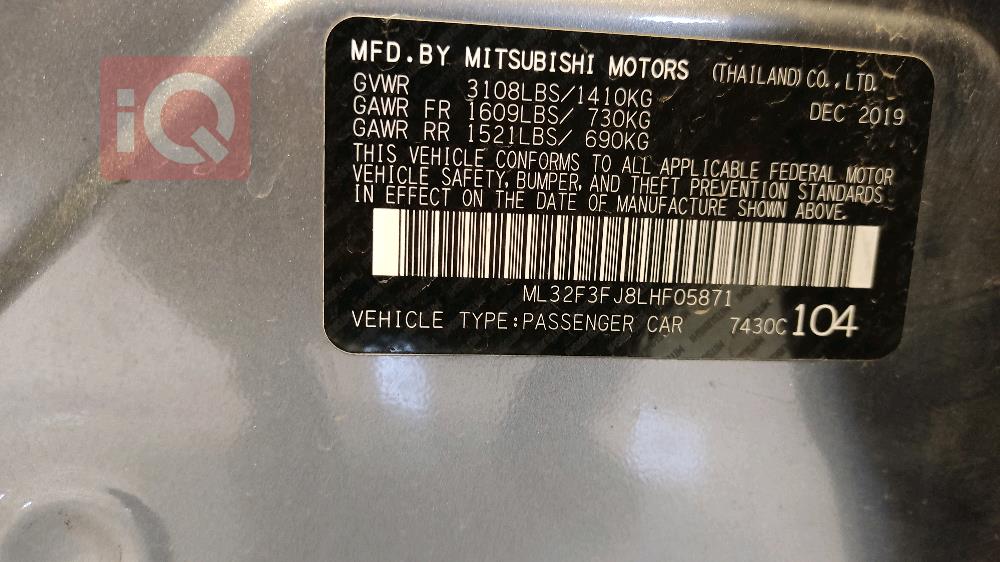 iQ
MFD.BY MITSUBISHI MOTORS (THAILAND) CO.,LTD.
GVWR 3108LBS/1410KG
GAWR FR 1609LBS/ 730KG
GAWR RR 1521LBS/ 690KG
DEC 2019
THIS VEHICLE CONFORMS TO ALL APPLICABLE FEDERAL MOTOR
VEHICLE SAFETY, BUMPER, AND THEFT PREVENTION STANDARDS
IN EFFECT ON THE DATE OF MANUFACTURE SHOWN ABOVE.
ML32F3FJ8LHF05871
VEHICLE TYPE:PASSENGER CAR 7430C 104